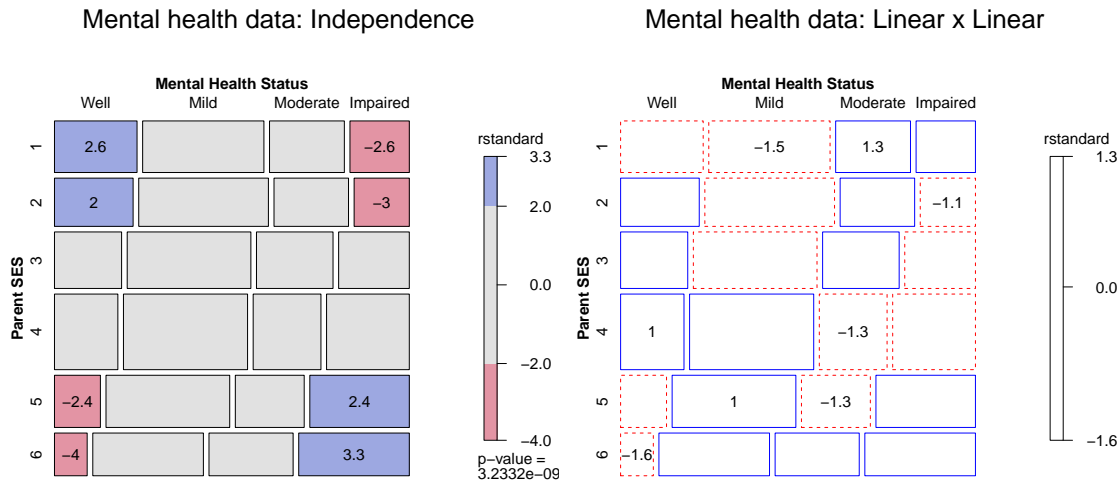 Mental health data: Independence
Mental Health Status
Well Mild Moderate Impaired
Parent SES
1 2.6 −2.6
2 2 −3
3
4
5 −2.4 2.4
6 −4 3.3
rstandard
3.3
2.0
0.0
−2.0
−4.0
p−value =
3.2332e−09
Mental health data: Linear x Linear
Mental Health Status
Well Mild Moderate Impaired
Parent SES
1 −1.5 1.3
2 −1.1
3
4 1 −1.3
5 1 −1.3
6 −1.6
rstandard
1.3
0.0
−1.6